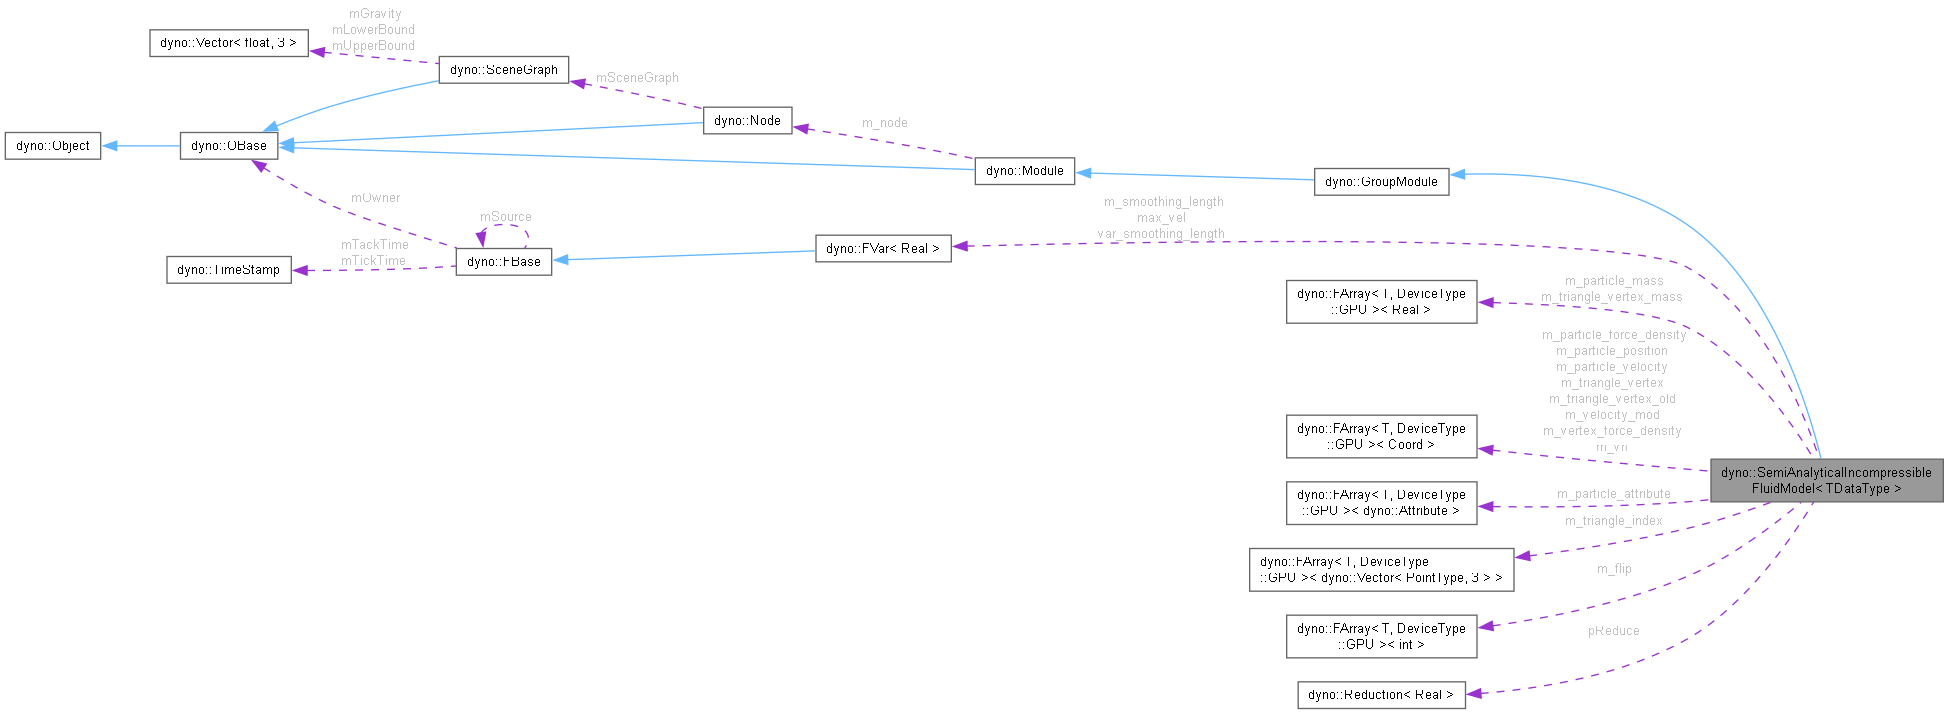 mGravity
mLowerBound
mUpperBound
dyno::Vector< float, 3 >
dyno::SceneGraph
mSceneGraph
dyno::Node
m_node
dyno::Object
dyno::OBase
dyno::Module
dyno::GroupModule
mOwner
m_smoothing_length
max_vel
var_smoothing_length
mSource
mTackTime
mTickTime
dyno::FVar< Real >
dyno::FBase
dyno::TimeStamp
m_particle_mass
m_triangle_vertex_mass
dyno::FArray< T, DeviceType
::GPU >< Real >
m_particle_force_density
m_particle_position
m_particle_velocity
m_triangle_vertex
m_triangle_vertex_old
m_velocity_mod
m_vertex_force_density
m_vn
dyno::FArray< T, DeviceType
::GPU >< Coord >
dyno::SemiAnalyticalIncompressible
FluidModel< TDataType >
m_particle_attribute
dyno::FArray< T, DeviceType
::GPU >< dyno::Attribute >
m_triangle_index
dyno::FArray< T, DeviceType
::GPU >< dyno::Vector< PointType, 3 > >
m_flip
dyno::FArray< T, DeviceType
::GPU >< int >
pReduce
dyno::Reduction< Real >